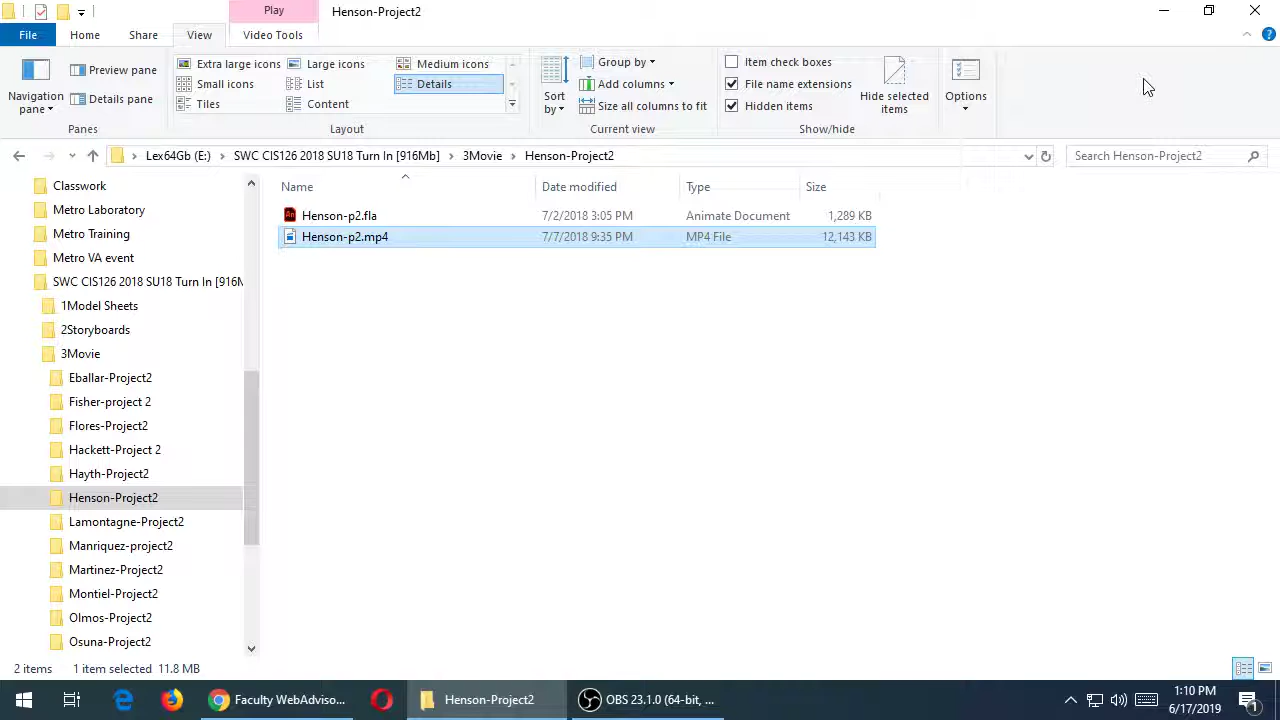 Play
Henson-Project2
File
Home
Share
View
Video Tools
Navigation pane
Preview pane
Details pane
Panes
Extra large icons
Large icons
Medium icons
Small icons
List
Details
Tiles
Content
Layout
Sort by
Group by
Add columns
Size all columns to fit
Current view
Item check boxes
File name extensions
Hidden items
Hide selected items
Show/hide
Options
Lex64Gb (E:) > SWC CIS126 2018 SU18 Turn In [916Mb] > 3Movie > Henson-Project2
Search Henson-Project2
Name
Date modified
Type
Size
Henson-p2.fla 7/2/2018 3:05 PM Animate Document 1,289 KB
Henson-p2.mp4 7/7/2018 9:35 PM MP4 File 12,143 KB
Classwork
Metro Laboratory
Metro Training
Metro VA event
SWC CIS126 2018 SU18 Turn In [916M
1Model Sheets
2Storyboards
3Movie
Eballar-Project2
Fisher-project 2
Flores-Project2
Hackett-Project 2
Hayth-Project2
Henson-Project2
Lamontagne-Project2
Manriquez-project2
Martinez-Project2
Montiel-Project2
Olmos-Project2
Osuna-Project2
2 items 1 item selected 11.8 MB
Faculty WebAdviso...
Henson-Project2
OBS 23.1.0 (64-bit, ...
1:10 PM
6/17/2019
1